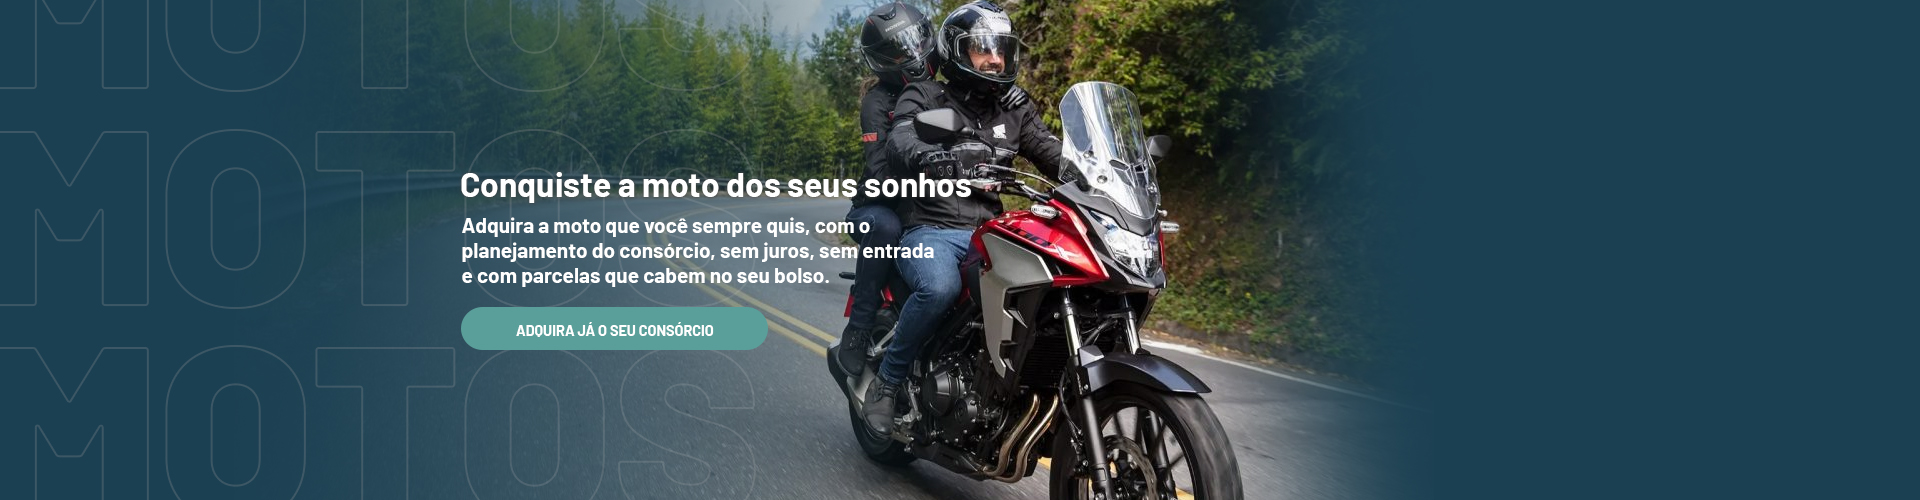 MOTOS
MOTOS
Conquiste a moto dos seus sonhos
Adquira a moto que você sempre quis, com o
planejamento do consórcio, sem juros, sem entrada
e com parcelas que cabem no seu bolso.
ADQUIRA JÁ O SEU CONSÓRCIO
MOTOS